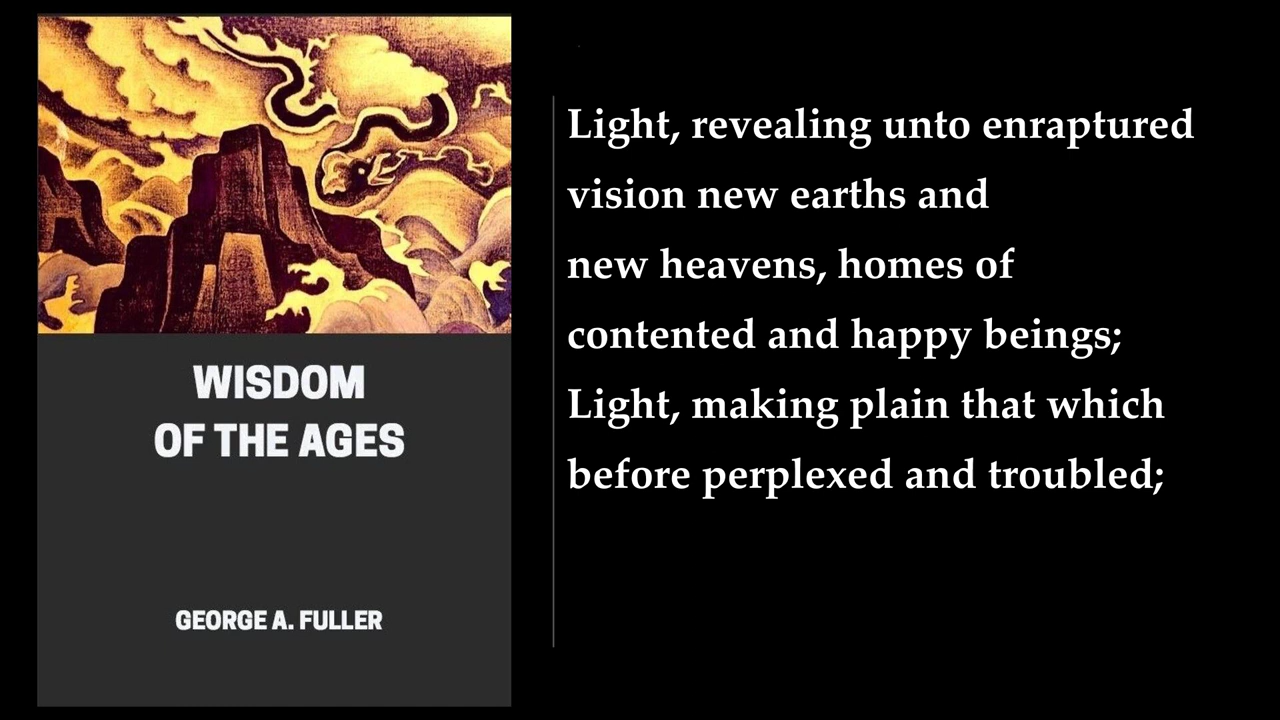 WISDOM
OF THE AGES
GEORGE A. FULLER
Light, revealing unto enraptured
vision new earths and
new heavens, homes of
contented and happy beings;
Light, making plain that which
before perplexed and troubled;